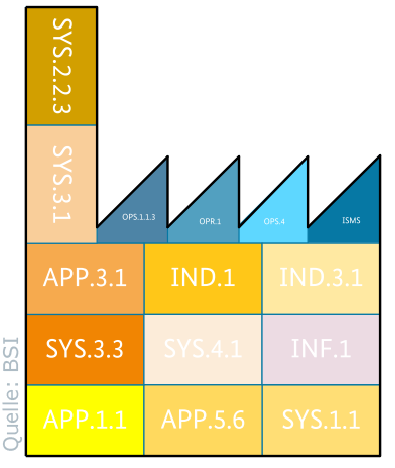 SYS.2.2.3
SYS.3.1
OPS.1.1.3
OPR.1
OPS.4
ISMS
APP.3.1
IND.1
IND.3.1
SYS.3.3
SYS.4.1
INF.1
APP.1.1
APP.5.6
SYS.1.1
Quelle: BSI